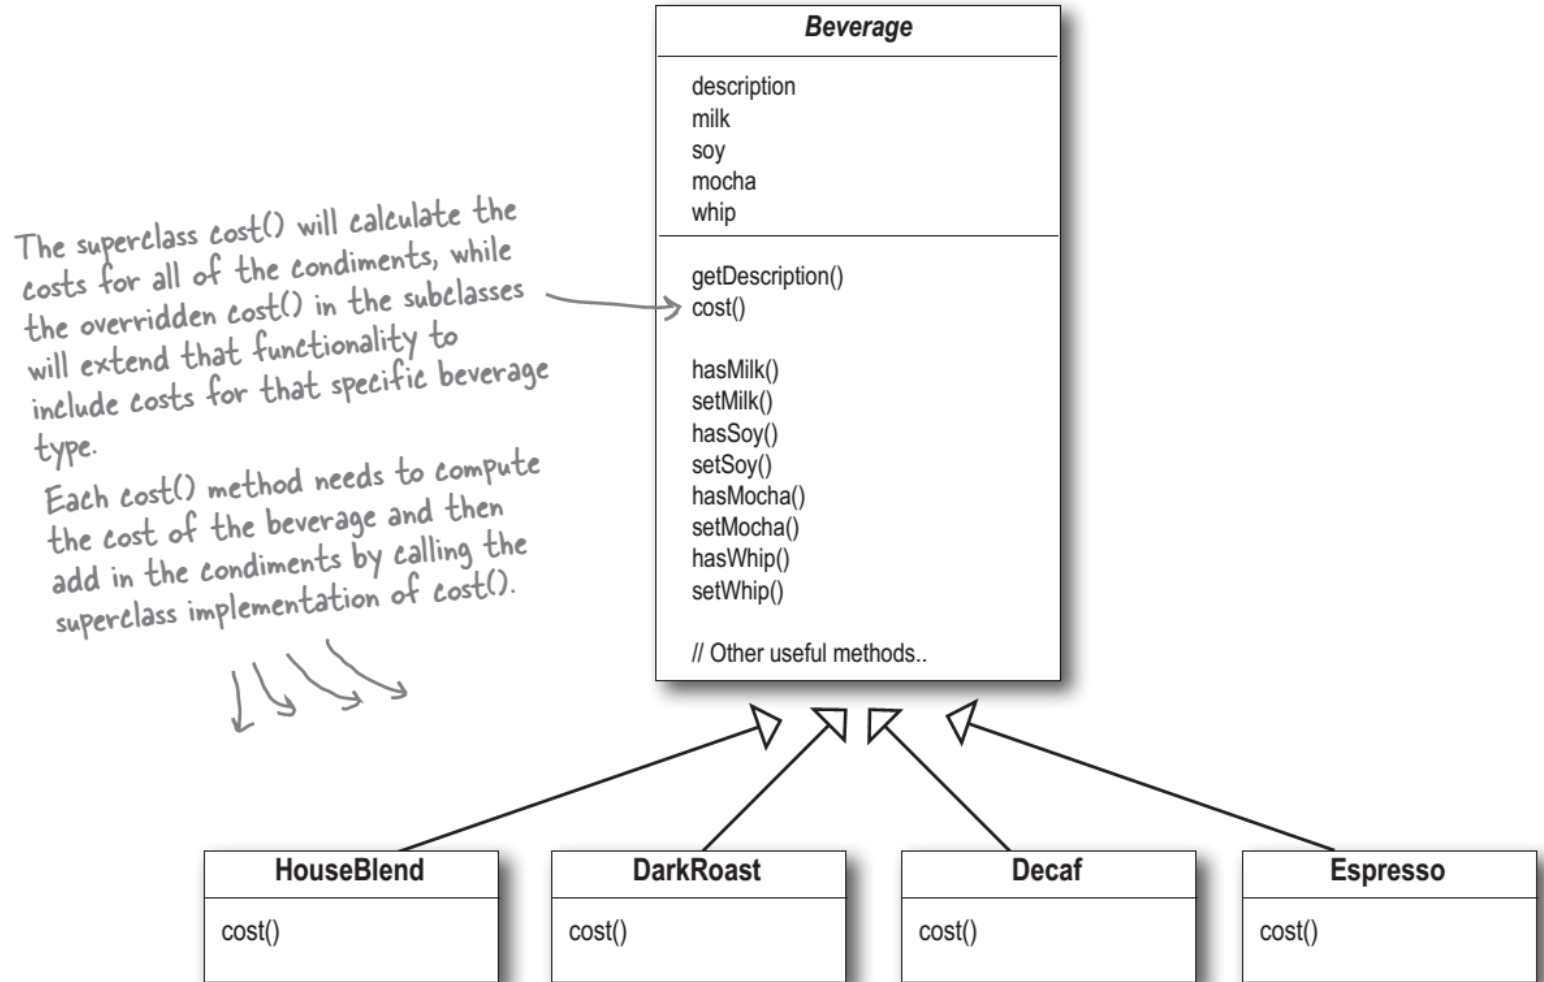 Beverage
description
milk
soy
mocha
whip
getDescription()
cost()
hasMilk()
setMilk()
hasSoy()
setSoy()
hasMocha()
setMocha()
hasWhip()
setWhip()
// Other useful methods..
The superclass cost() will calculate the
costs for all of the condiments, while
the overridden cost() in the subclasses
will extend that functionality to
include costs for that specific beverage
type.
Each cost() method needs to compute
the cost of the beverage and then
add in the condiments by calling the
superclass implementation of cost().
HouseBlend
cost()
DarkRoast
cost()
Decaf
cost()
Espresso
cost()